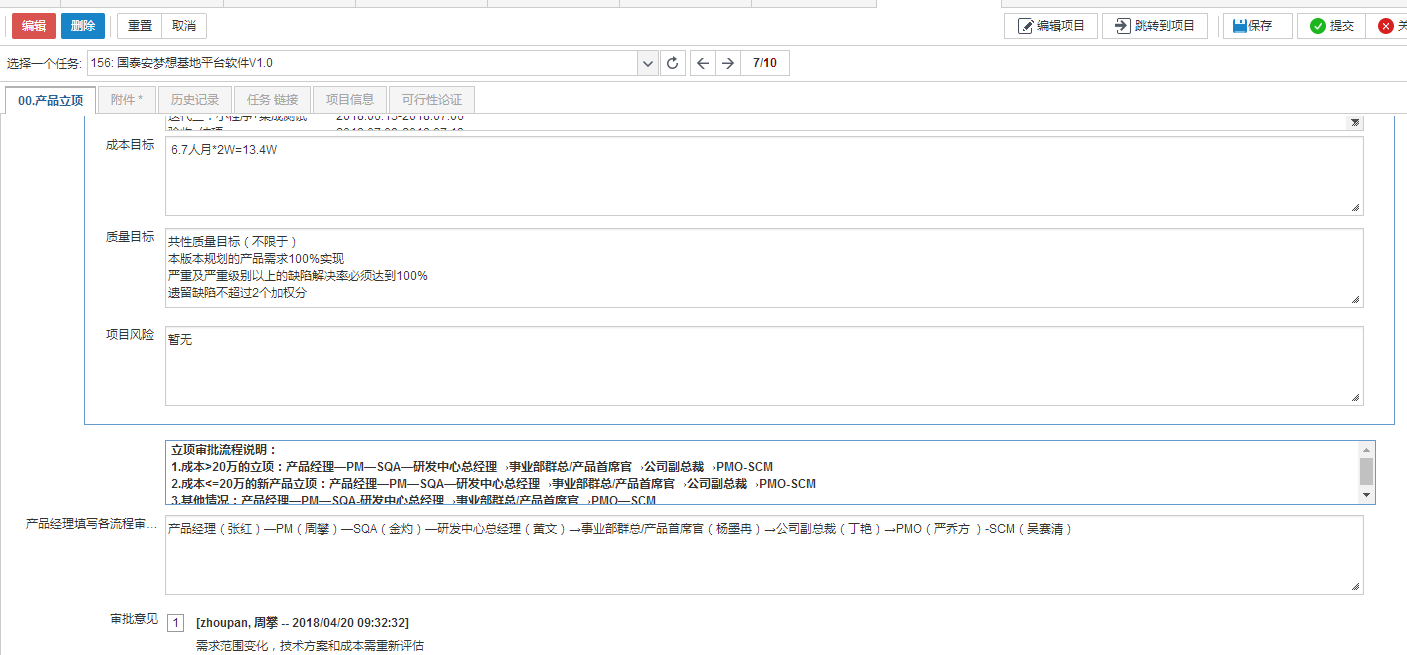 编辑 删除 重置 取消 编辑项目 跳转到项目 保存 提交
选择一个任务: 156: 国泰安梦想基地平台软件V1.0 7/10
00.产品立项 附件 * 历史记录 任务 链接 项目信息 可行性论证
成本目标 6.7人月*2W=13.4W
质量目标 共性质量目标（不限于）
本版本规划的产品需求100%实现
严重及严重级别以上的缺陷解决率必须达到100%
遗留缺陷不超过2个加权分
项目风险 暂无
立项审批流程说明：
1.成本>20万的立项：产品经理—PM—SQA—研发中心总经理 →事业部群总/产品首席官 →公司副总裁 →PMO-SCM
2.成本<=20万的新产品立项：产品经理—PM—SQA—研发中心总经理 →事业部群总/产品首席官 →公司副总裁 →PMO-SCM
3.其他情况：产品经理—PM—SQA-研发中心总经理 →事业部群总/产品首席官 →PMO—SCM
产品经理填写各流程审... 产品经理（张红）—PM（周攀）—SQA（金灼）—研发中心总经理（黄文）→事业部群总/产品首席官（杨墨冉）→公司副总裁（丁艳）→PMO（严乔方 ）-SCM（吴赛清）
审批意见 1 [zhoupan, 周攀 -- 2018/04/20 09:32:32]
需求范围变化，技术方案和成本需重新评估